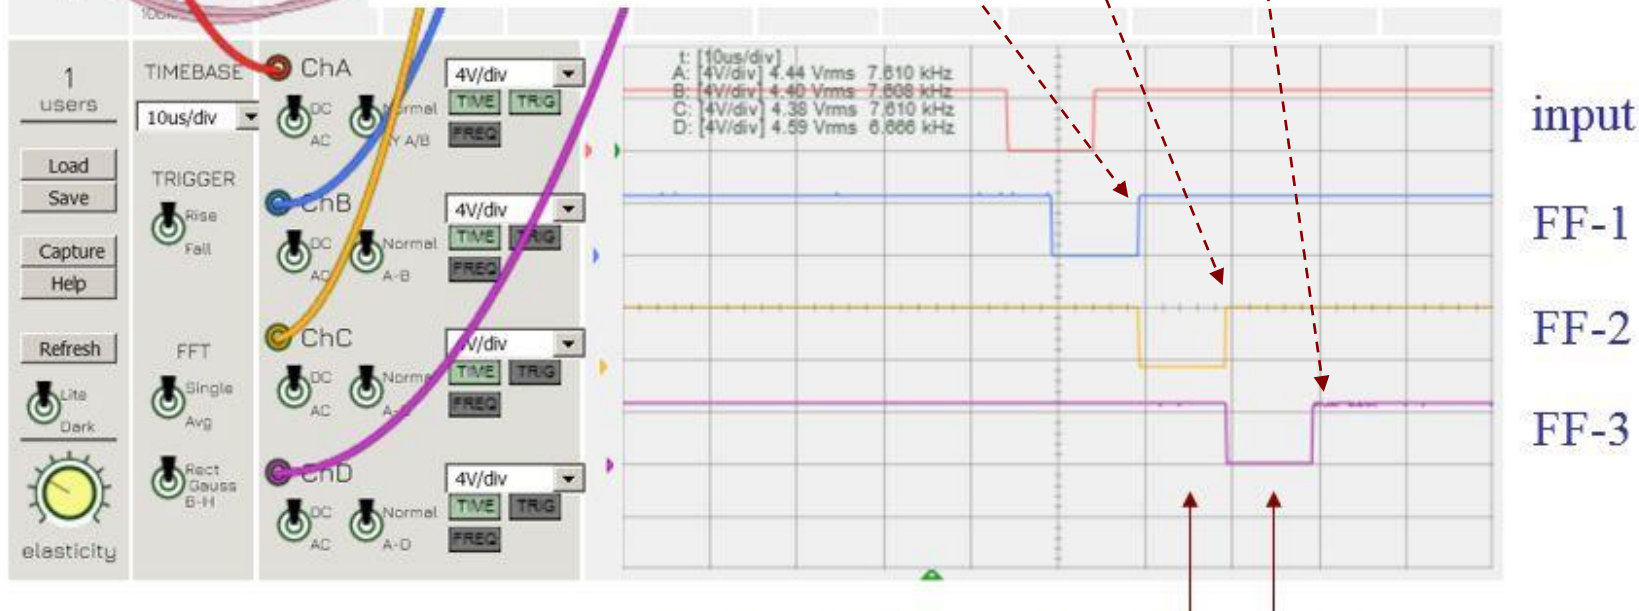 1
users
Load
Save
Capture
Help
Refresh
Lite
Dark
elasticity
TIMEBASE
10us/div
TRIGGER
Rise
Fall
FFT
Single
Avg
Rect
Gauss
B-H
ChA
4V/div
DC
AC
Normal
XY A/B
TIME
TRIG
FREQ
ChB
4V/div
DC
AC
Normal
A-B
TIME
TRIG
FREQ
ChC
4V/div
DC
AC
Normal
TIME
TRIG
FREQ
ChD
4V/div
DC
AC
Normal
A-D
TIME
TRIG
FREQ
t: [10us/div]
A: [4V/div] 4.44 Vrms 7.610 kHz
B: [4V/div] 4.40 Vrms 7.608 kHz
C: [4V/div] 4.38 Vrms 7.610 kHz
D: [4V/div] 4.59 Vrms 6.666 kHz
input
FF-1
FF-2
FF-3